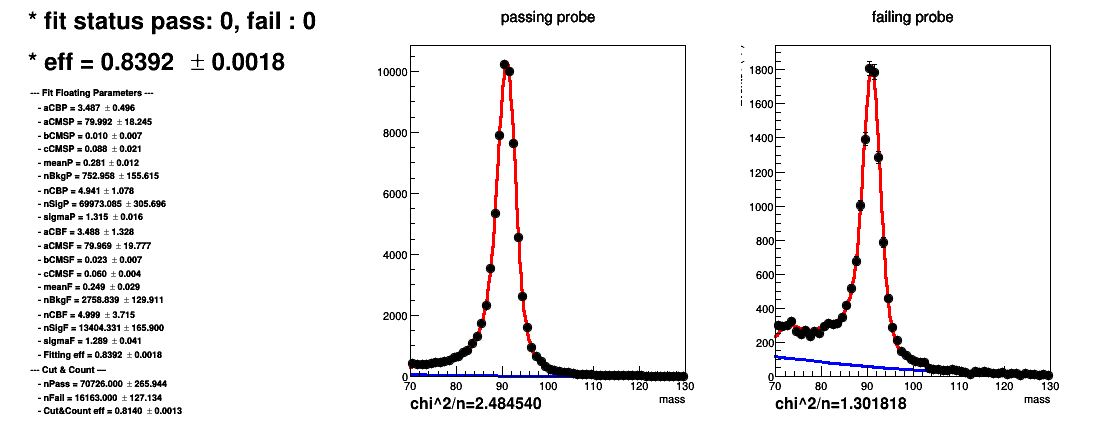 * fit status pass: 0, fail : 0
* eff = 0.8392 ± 0.0018
--- Fit Floating Parameters ---
- aCBP = 3.487 ± 0.496
- aCMSP = 79.992 ± 18.245
- bCMSP = 0.010 ± 0.007
- cCMSP = 0.088 ± 0.021
- meanP = 0.281 ± 0.012
- nBkgP = 752.958 ± 155.615
- nCBP = 4.941 ± 1.078
- nSigP = 69973.085 ± 305.696
- sigmaP = 1.315 ± 0.016
- aCBF = 3.488 ± 1.328
- aCMSF = 79.969 ± 19.777
- bCMSF = 0.023 ± 0.007
- cCMSF = 0.060 ± 0.004
- meanF = 0.249 ± 0.029
- nBkgF = 2758.839 ± 129.911
- nCBF = 4.999 ± 3.715
- nSigF = 13404.331 ± 165.900
- sigmaF = 1.289 ± 0.041
- Fitting eff = 0.8392 ± 0.0018
--- Cut & Count ---
- nPass = 70726.000 ± 265.944
- nFail = 16163.000 ± 127.134
- Cut&Count eff = 0.8140 ± 0.0013
passing probe
10000
8000
6000
4000
2000
0
70 80 90 100 110 120 130
mass
chi^2/n=2.484540
failing probe
1800
1600
1400
1200
1000
800
600
400
200
0
70 80 90 100 110 120 130
mass
chi^2/n=1.301818